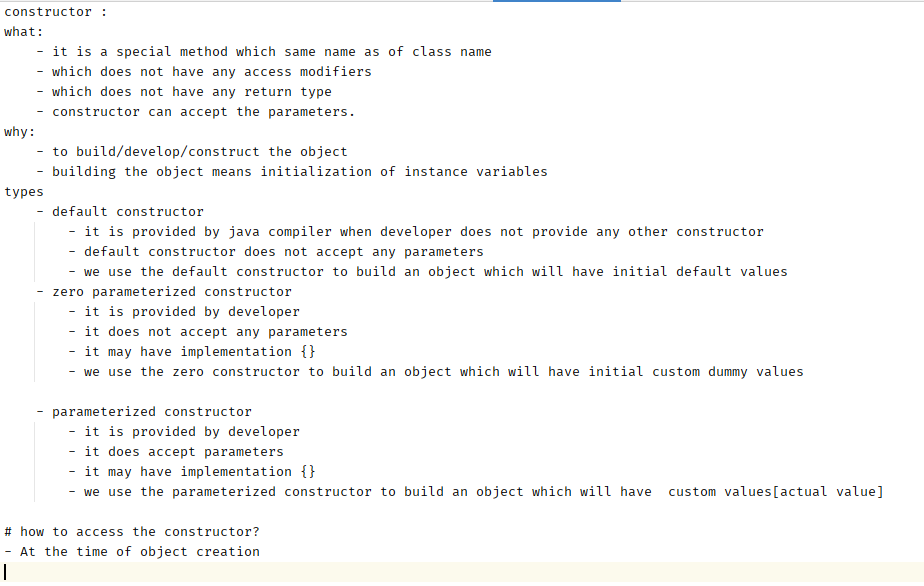 constructor :
what:
    - it is a special method which same name as of class name
    - which does not have any access modifiers
    - which does not have any return type
    - constructor can accept the parameters.
why:
    - to build/develop/construct the object
    - building the object means initialization of instance variables
types
    - default constructor
        - it is provided by java compiler when developer does not provide any other constructor
        - default constructor does not accept any parameters
        - we use the default constructor to build an object which will have initial default values
    - zero parameterized constructor
        - it is provided by developer
        - it does not accept any parameters
        - it may have implementation {}
        - we use the zero constructor to build an object which will have initial custom dummy values

    - parameterized constructor
        - it is provided by developer
        - it does accept parameters
        - it may have implementation {}
        - we use the parameterized constructor to build an object which will have  custom values[actual value]

# how to access the constructor?
- At the time of object creation